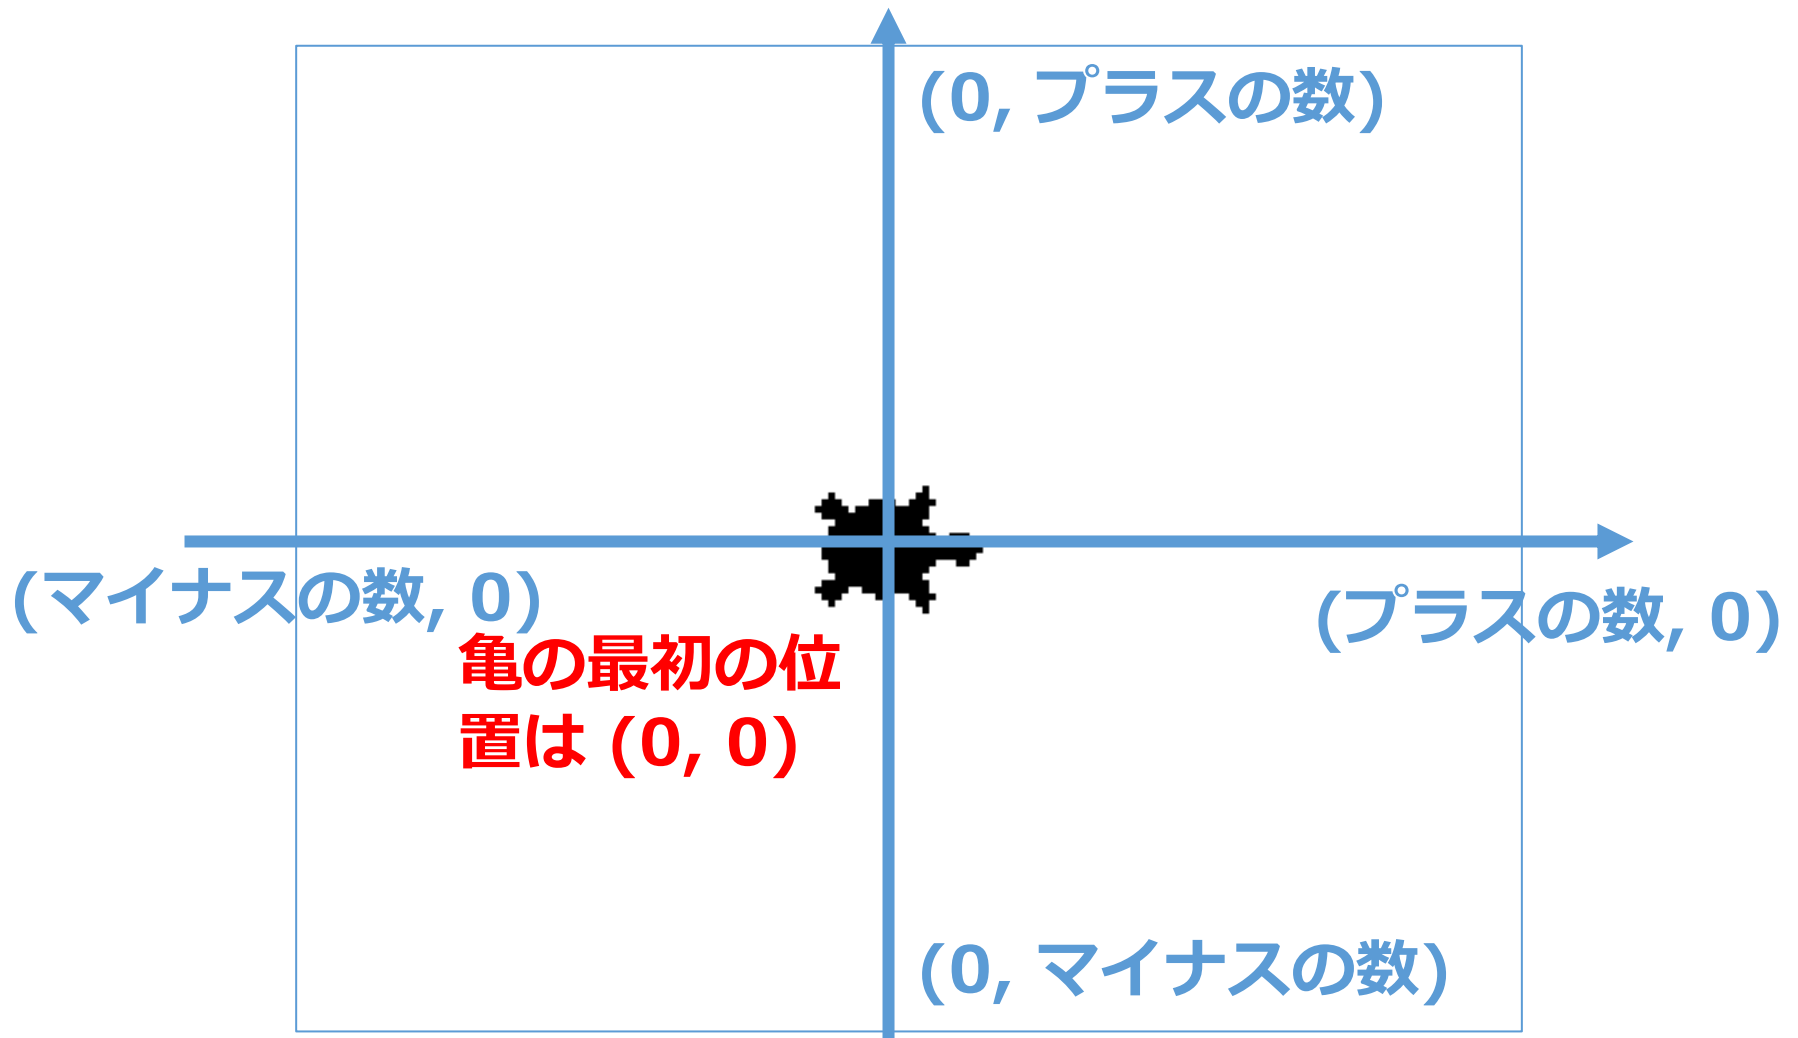 (0, プラスの数)
(マイナスの数, 0)
(プラスの数, 0)
亀の最初の位
置は (0, 0)
(0, マイナスの数)